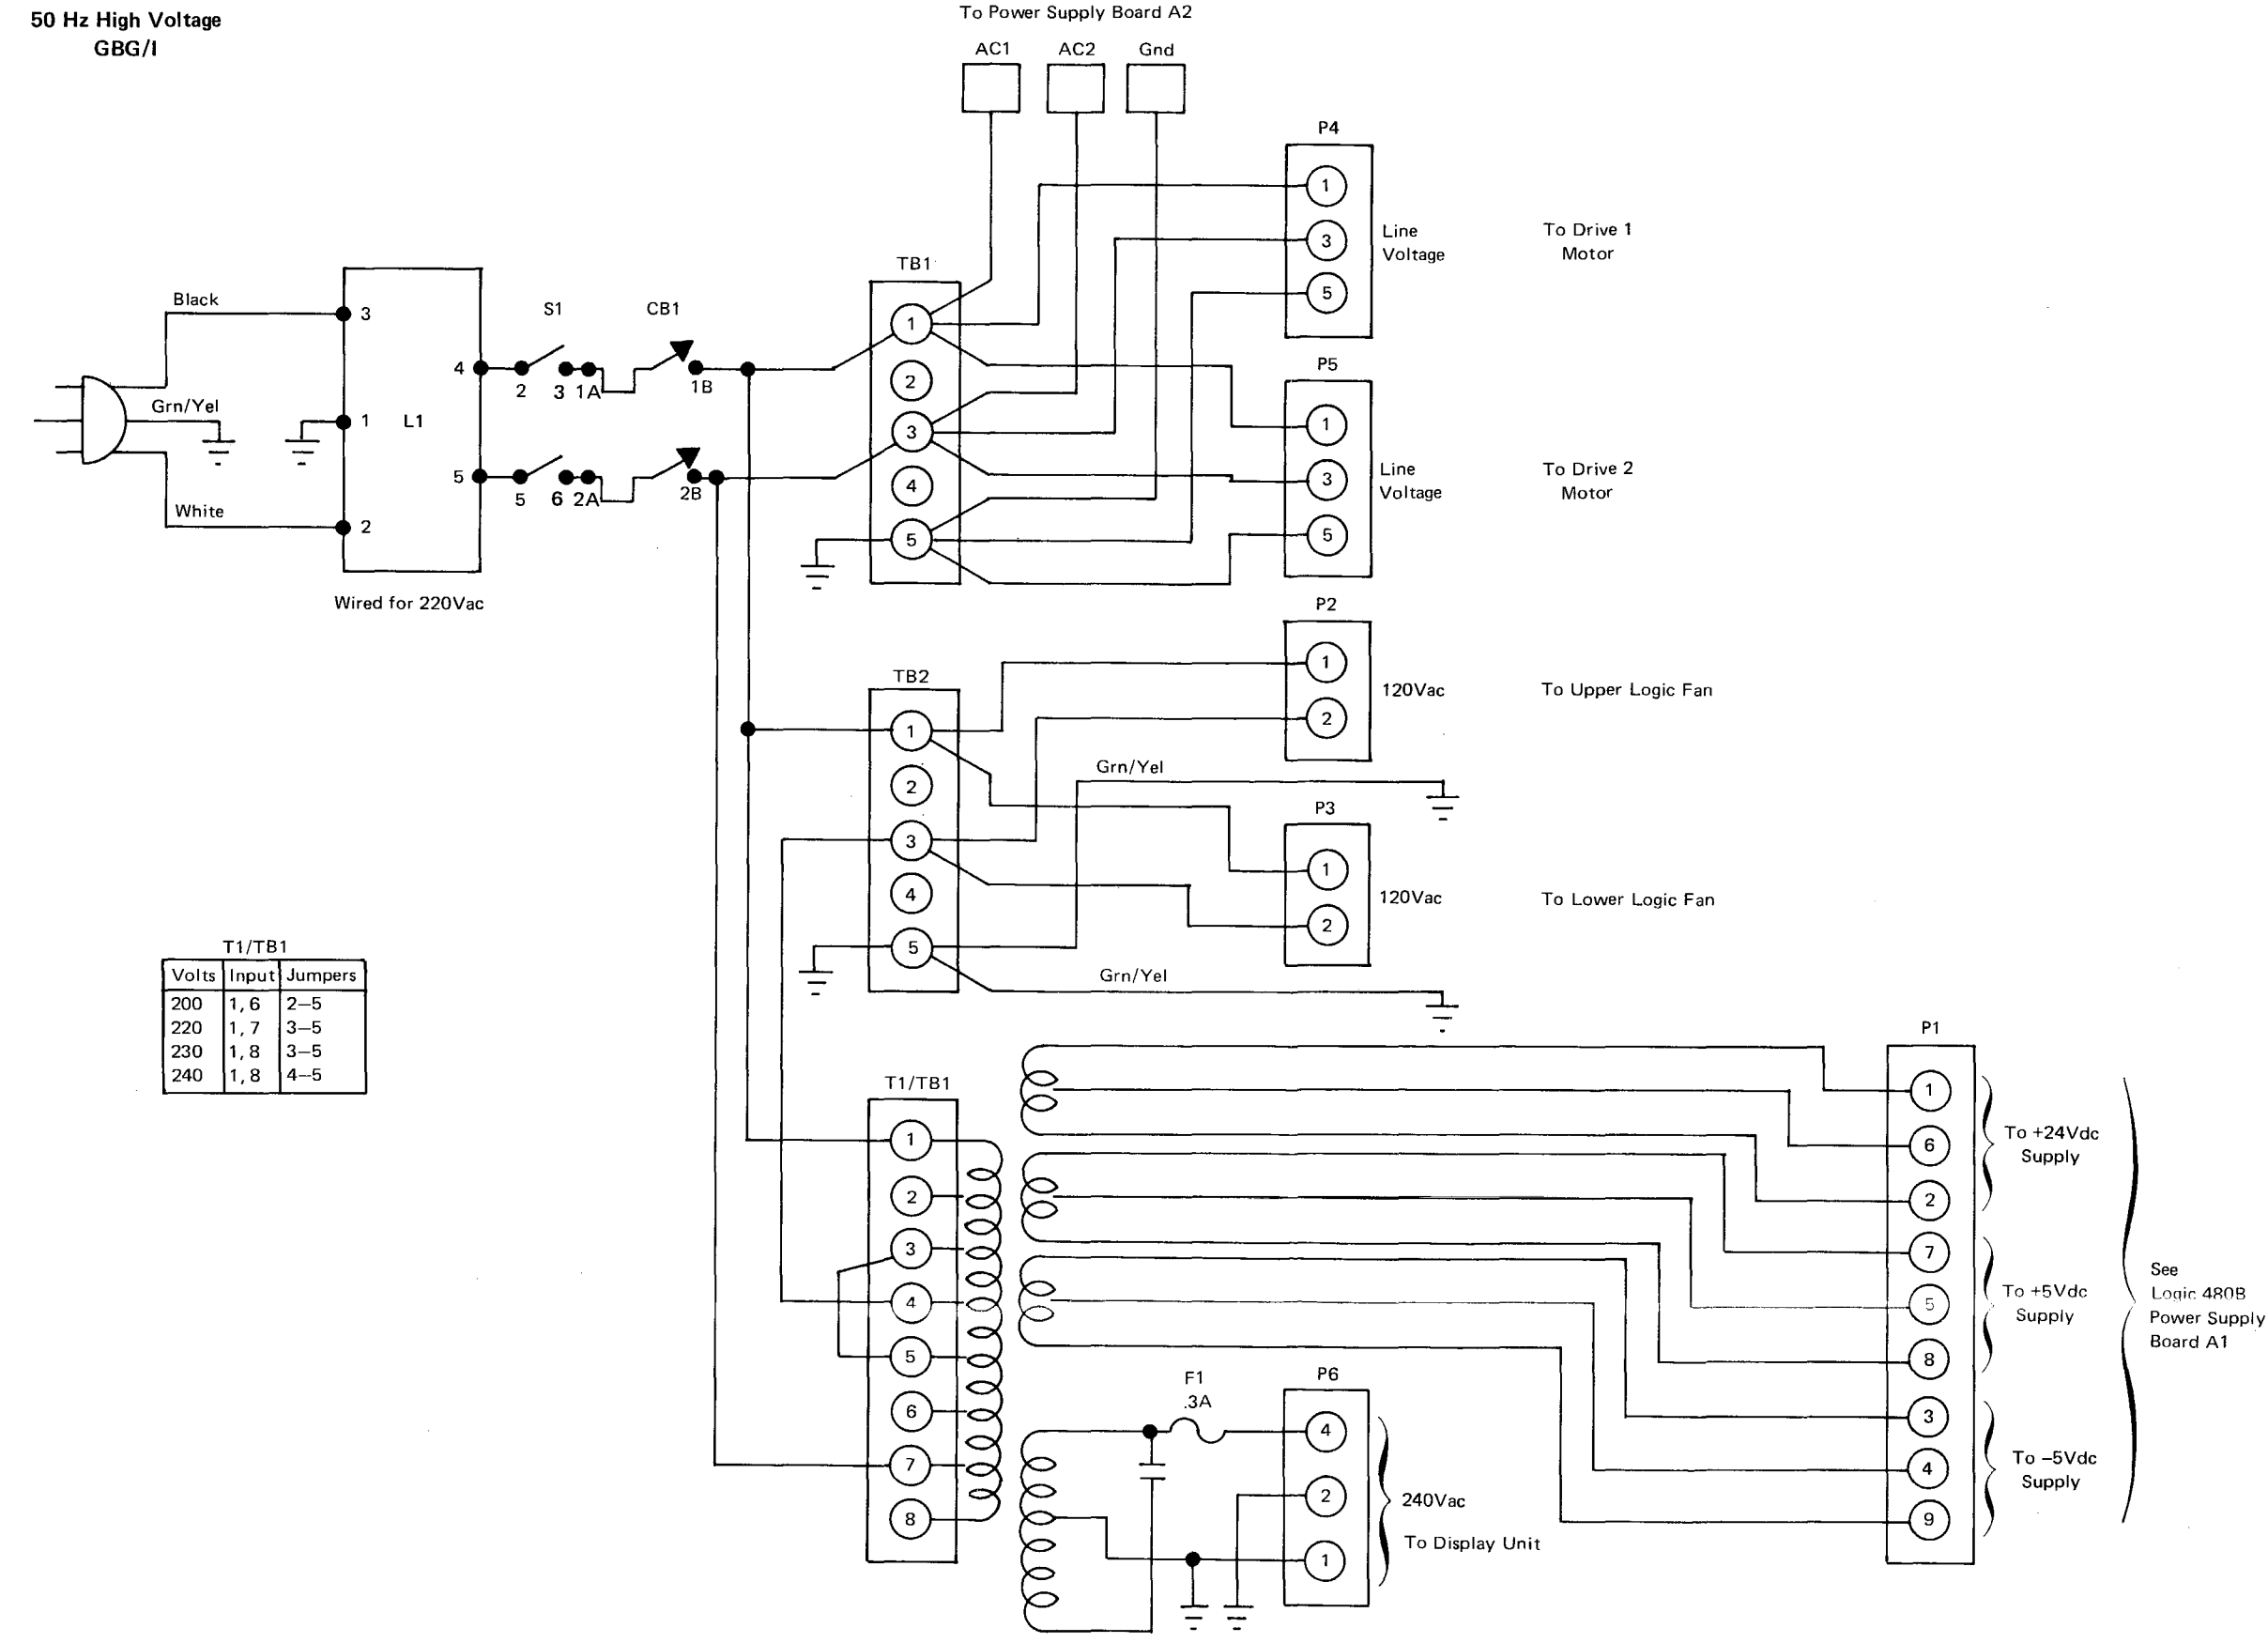 50 Hz High Voltage
GBG/I
To Power Supply Board A2
AC1
AC2
Gnd
P4
1
3
5
Line
Voltage
To Drive 1
Motor
P5
1
3
5
Line
Voltage
To Drive 2
Motor
Black
Grn/Yel
White
3
1
2
L1
4
5
Wired for 220Vac
S1
2
3
5
6
CB1
1A
1B
2A
2B
TB1
1
2
3
4
5
P2
1
2
120Vac
To Upper Logic Fan
TB2
1
2
3
4
5
Grn/Yel
P3
1
2
120Vac
To Lower Logic Fan
Grn/Yel
T1/TB1
Volts Input Jumpers
200 1, 6 2–5
220 1, 7 3–5
230 1, 8 3–5
240 1, 8 4–5
T1/TB1
1
2
3
4
5
6
7
8
P1
1
6
2
7
5
8
3
4
9
To +24Vdc
Supply
To +5Vdc
Supply
To –5Vdc
Supply
See
Logic 480B
Power Supply
Board A1
F1
.3A
P6
4
2
1
240Vac
To Display Unit